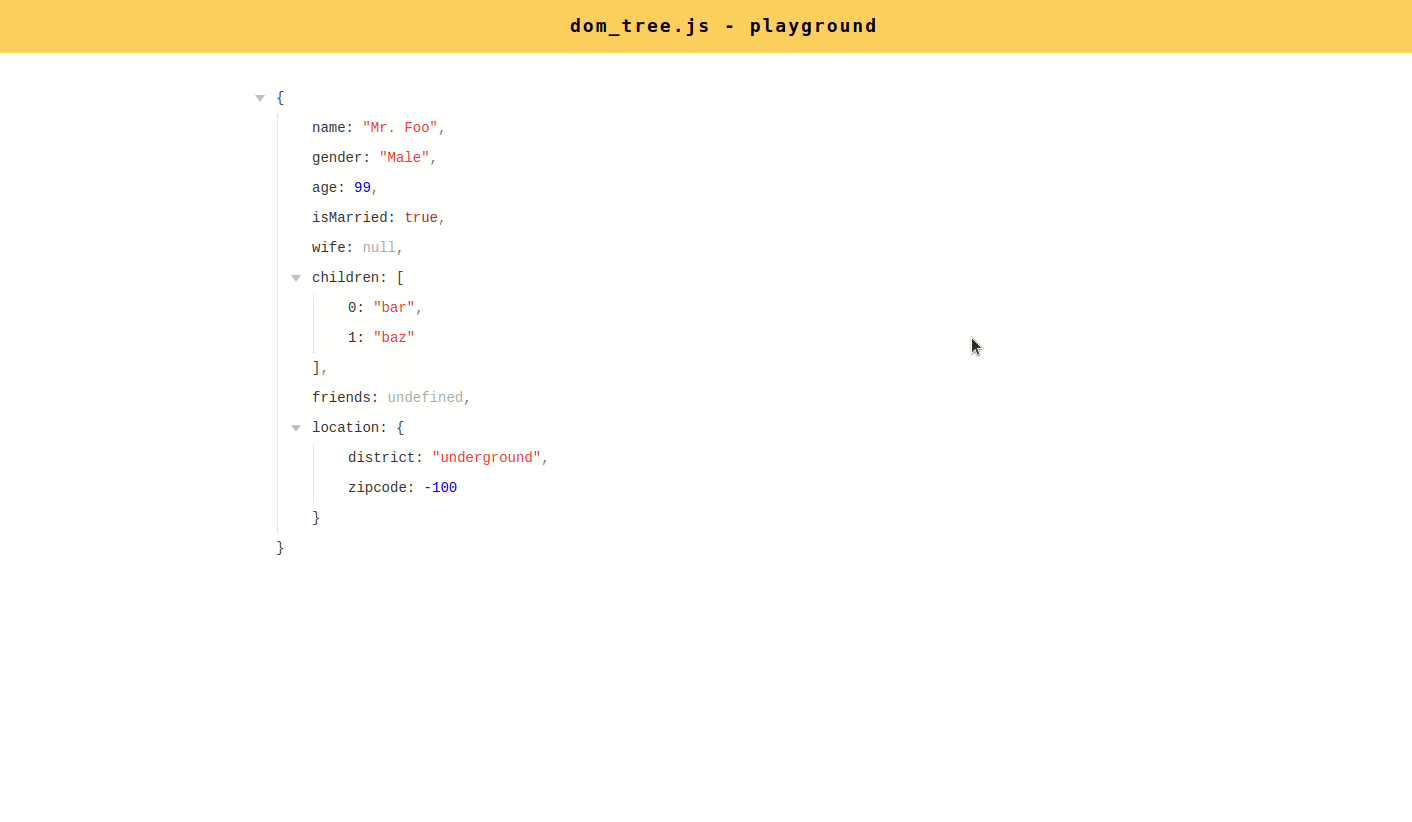 dom_tree.js - playground
{
name: "Mr. Foo",
gender: "Male",
age: 99,
isMarried: true,
wife: null,
children: [
0: "bar",
1: "baz"
],
friends: undefined,
location: {
district: "underground",
zipcode: -100
}
}